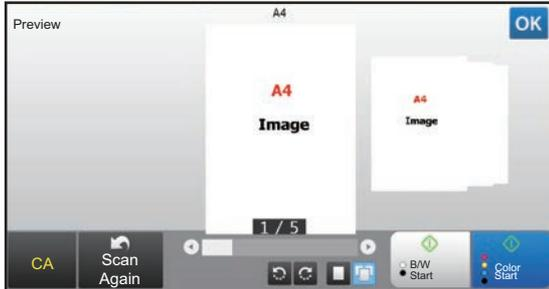 A4
Preview
OK
A4
Image
A4
Image
1 / 5
CA
Scan
Again
B/W
Start
Color
Start